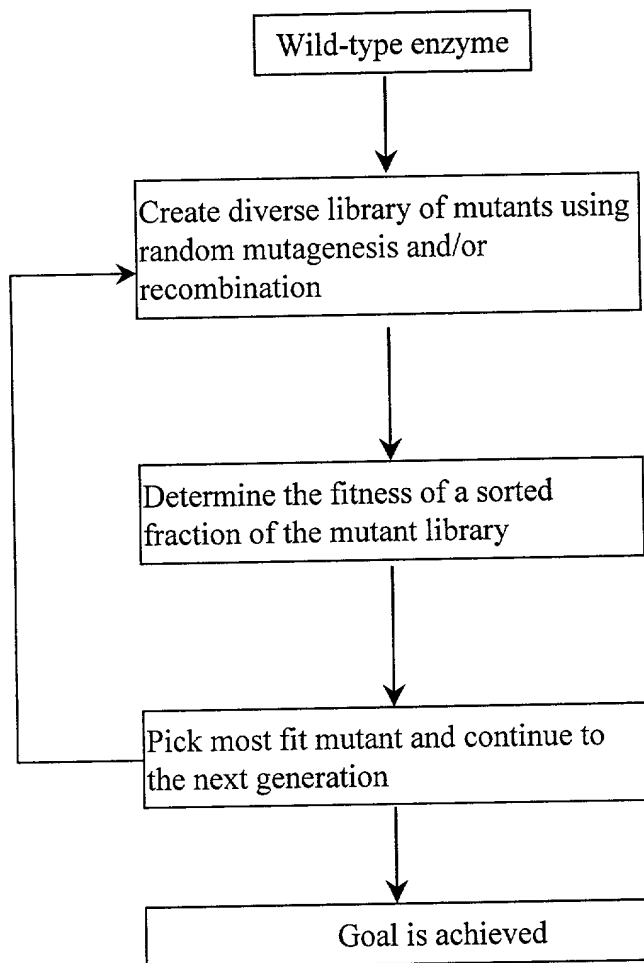 Wild-type enzyme
Create diverse library of mutants using
random mutagenesis and/or
recombination
Determine the fitness of a sorted
fraction of the mutant library
Pick most fit mutant and continue to
the next generation
Goal is achieved